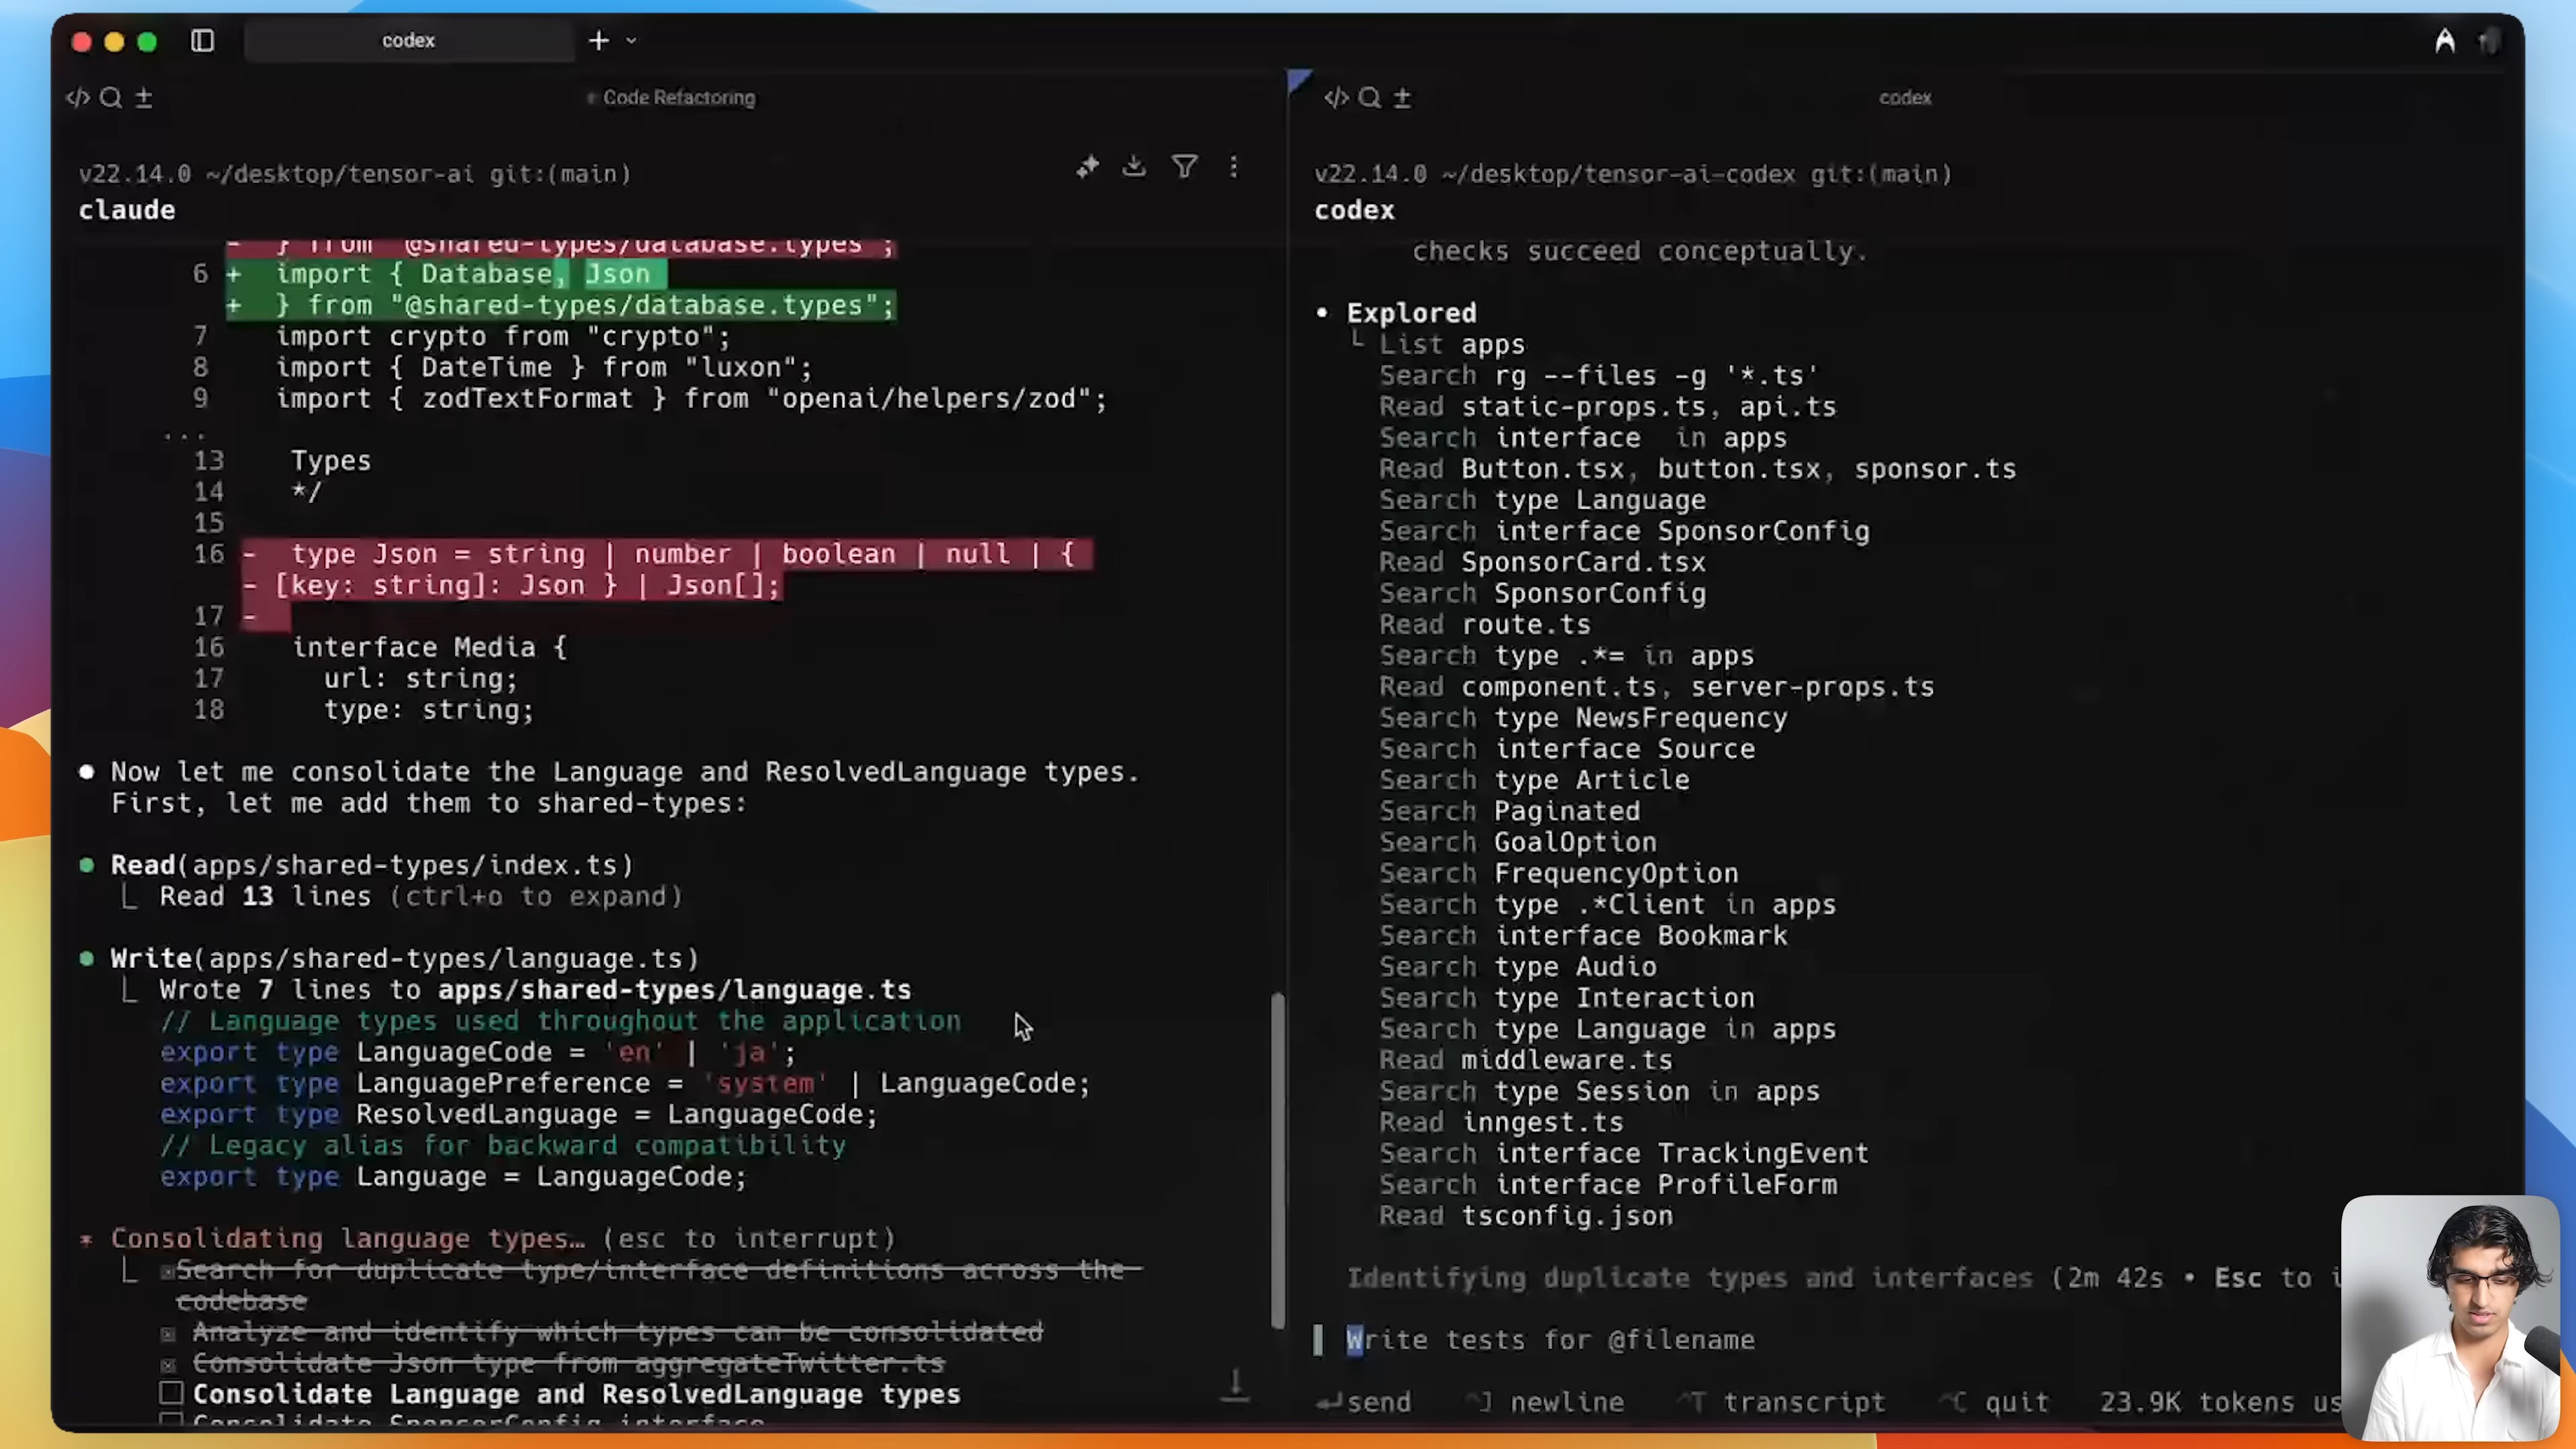 codex
Code Refactoring
v22.14.0 ~/desktop/tensor-ai git:(main)
claude
- } from "@shared-types/database.types";
6 + import { Database, Json
+ } from "@shared-types/database.types";
7 import crypto from "crypto";
8 import { DateTime } from "luxon";
9 import { zodTextFormat } from "openai/helpers/zod";
...
13 Types
14 */
15
16 - type Json = string | number | boolean | null | {
- [key: string]: Json } | Json[];
17 -
16 interface Media {
17 url: string;
18 type: string;
● Now let me consolidate the Language and ResolvedLanguage types.
First, let me add them to shared-types:
● Read(apps/shared-types/index.ts)
└ Read 13 lines (ctrl+o to expand)
● Write(apps/shared-types/language.ts)
└ Wrote 7 lines to apps/shared-types/language.ts
// Language types used throughout the application
export type LanguageCode = 'en' | 'ja';
export type LanguagePreference = 'system' | LanguageCode;
export type ResolvedLanguage = LanguageCode;
// Legacy alias for backward compatibility
export type Language = LanguageCode;
* Consolidating language types… (esc to interrupt)
└ ☒ Search for duplicate type/interface definitions across the
codebase
☒ Analyze and identify which types can be consolidated
☒ Consolidate Json type from aggregateTwitter.ts
☐ Consolidate Language and ResolvedLanguage types
☐ Consolidate SponsorConfig interface
codex
v22.14.0 ~/desktop/tensor-ai-codex git:(main)
codex
checks succeed conceptually.
• Explored
└ List apps
Search rg --files -g '*.ts'
Read static-props.ts, api.ts
Search interface in apps
Read Button.tsx, button.tsx, sponsor.ts
Search type Language
Search interface SponsorConfig
Read SponsorCard.tsx
Search SponsorConfig
Read route.ts
Search type .*= in apps
Read component.ts, server-props.ts
Search type NewsFrequency
Search interface Source
Search type Article
Search Paginated
Search GoalOption
Search FrequencyOption
Search type .*Client in apps
Search interface Bookmark
Search type Audio
Search type Interaction
Search type Language in apps
Read middleware.ts
Search type Session in apps
Read inngest.ts
Search interface TrackingEvent
Search interface ProfileForm
Read tsconfig.json
Identifying duplicate types and interfaces (2m 42s • Esc to i
Write tests for @filename
⏎ send ^J newline ^T transcript ^C quit 23.9K tokens us